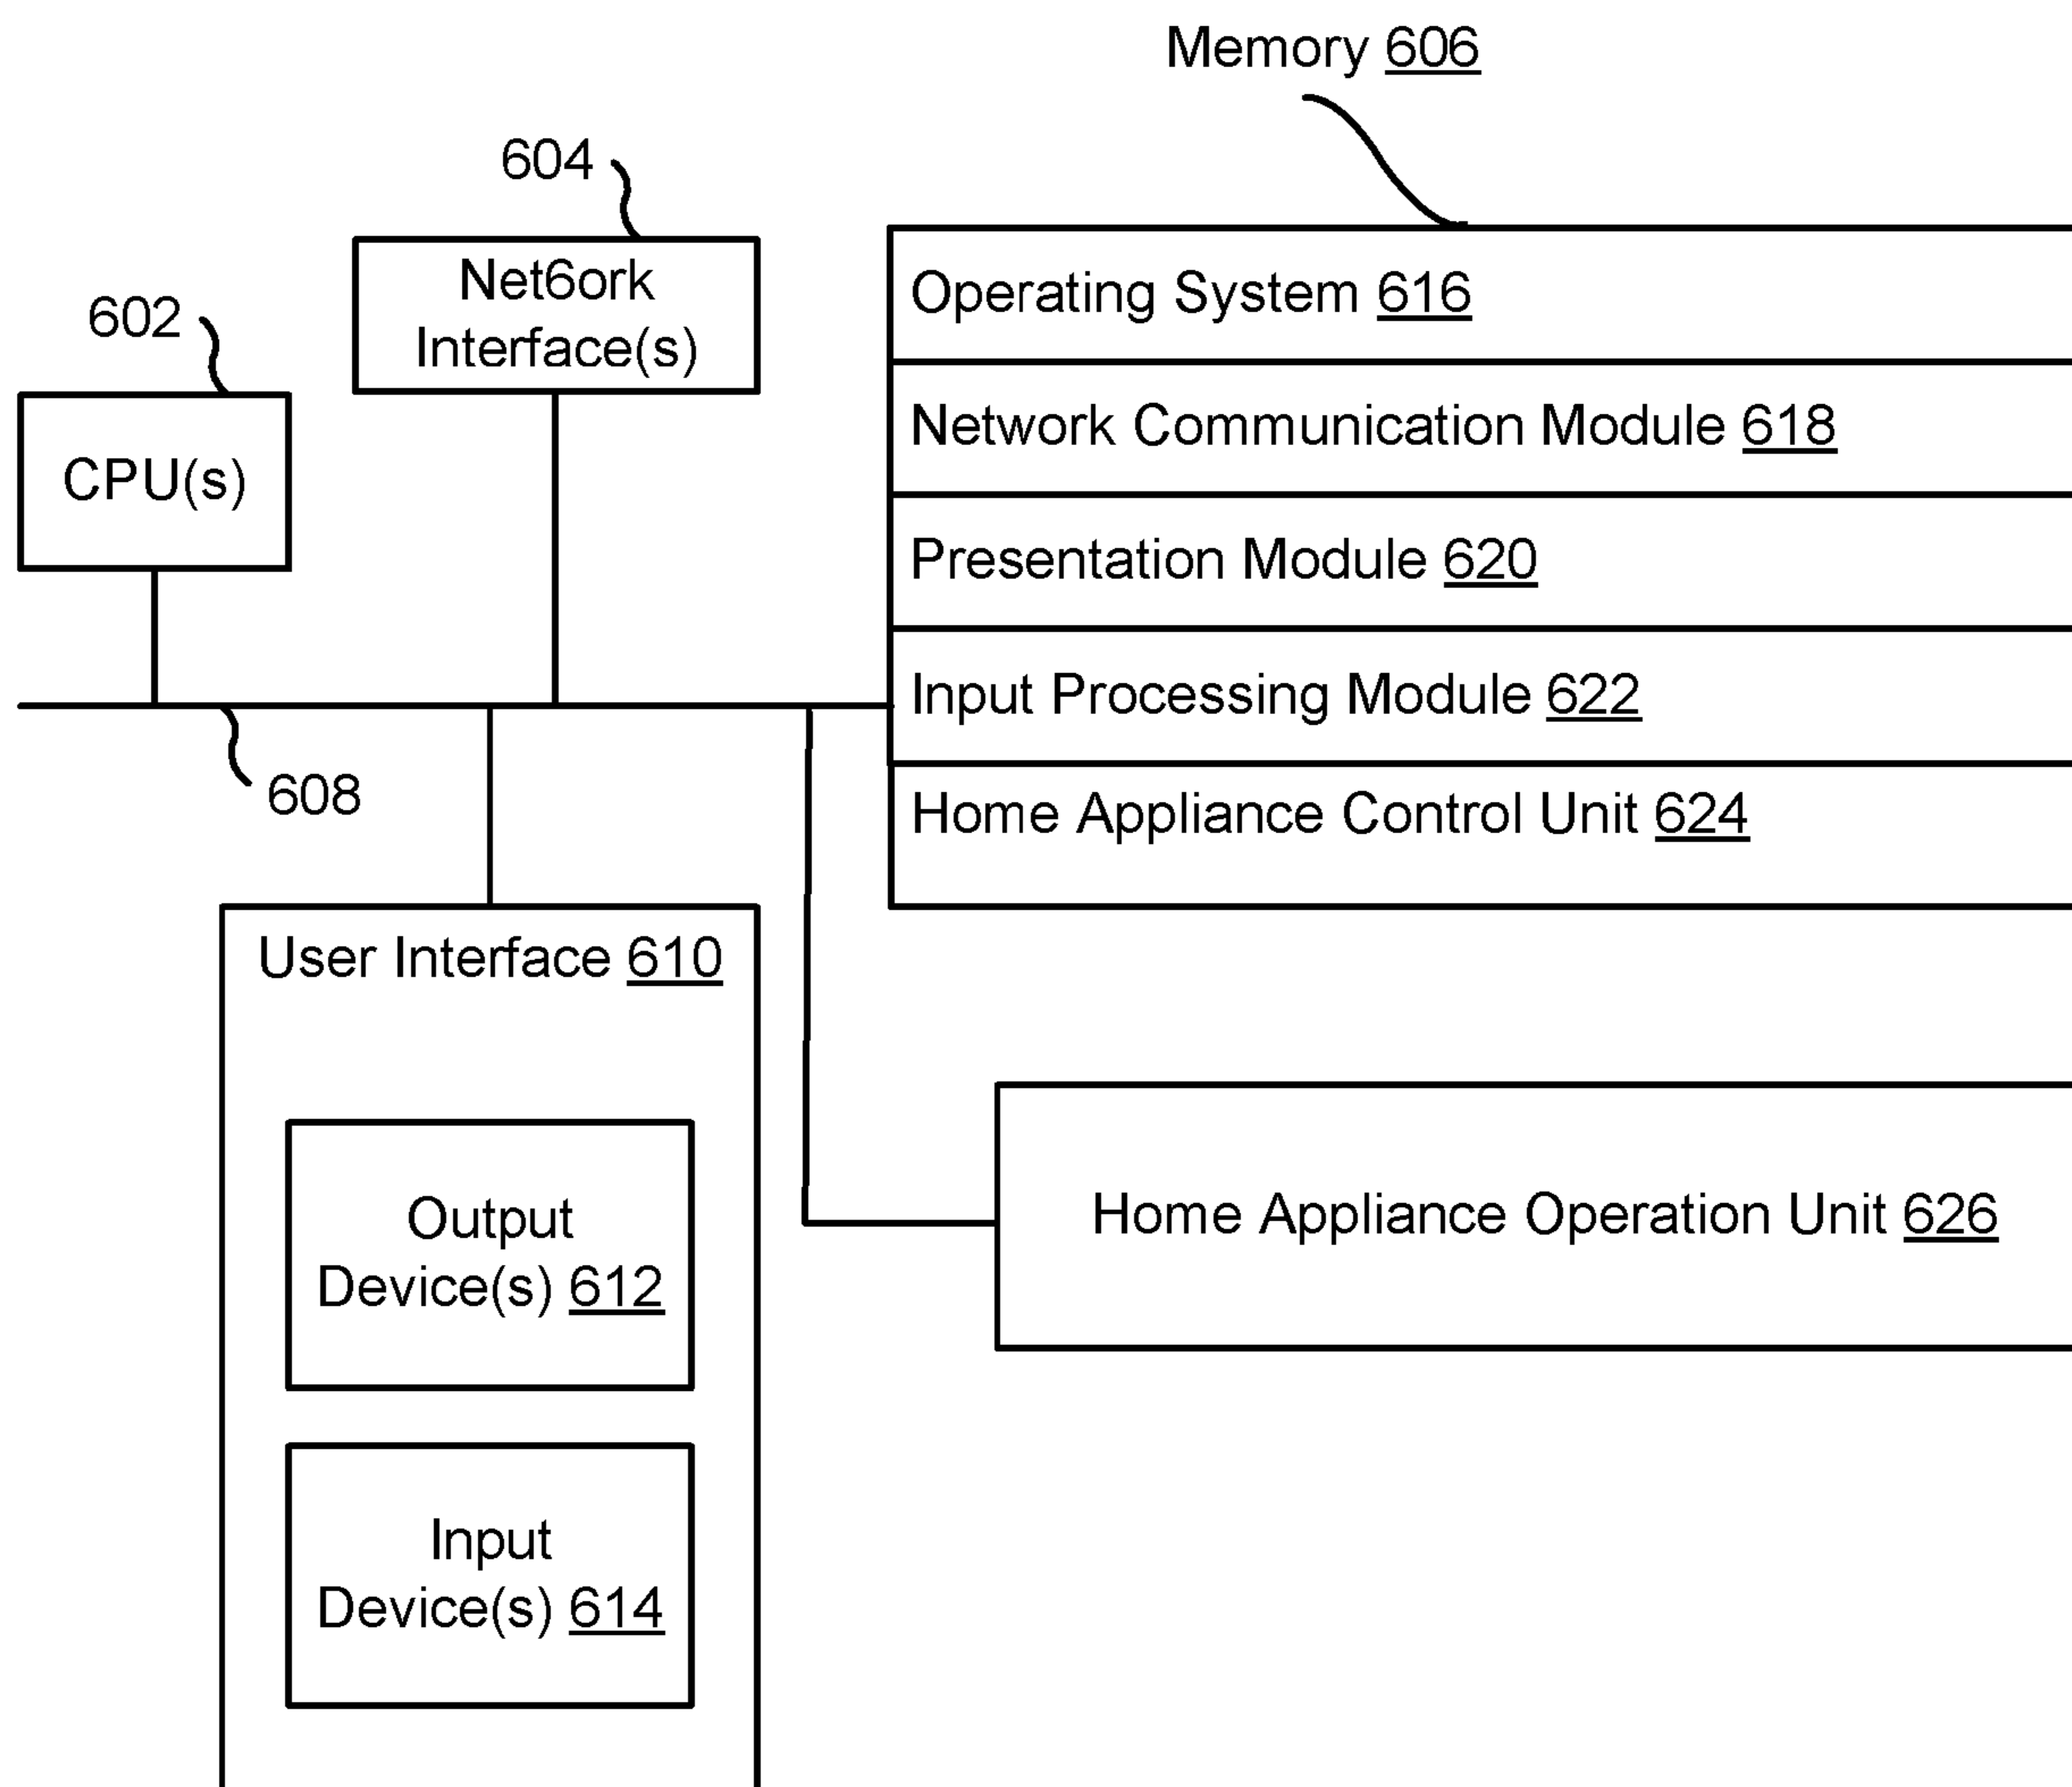 Memory 606
604
Net6ork
Interface(s)
602
CPU(s)
Operating System 616
Network Communication Module 618
Presentation Module 620
Input Processing Module 622
Home Appliance Control Unit 624
608
User Interface 610
Output
Device(s) 612
Input
Device(s) 614
Home Appliance Operation Unit 626